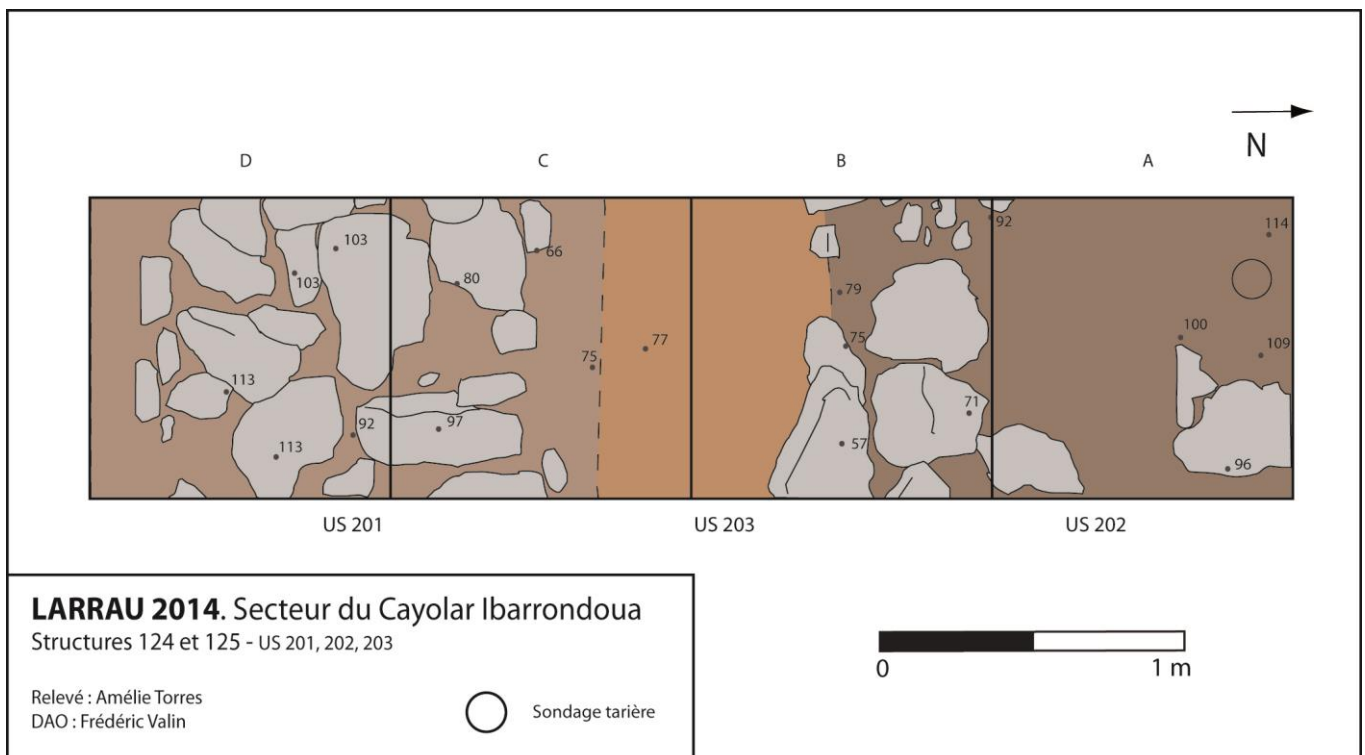 N
D C B A
103
103
80
66
75
77
79
75
92
114
100
109
113
113
92
97
57
71
96
US 201 US 203 US 202
LARRAU 2014. Secteur du Cayolar Ibarrondoua
Structures 124 et 125 - US 201, 202, 203
Relevé : Amélie Torres
DAO : Frédéric Valin
Sondage tarière
0 1 m